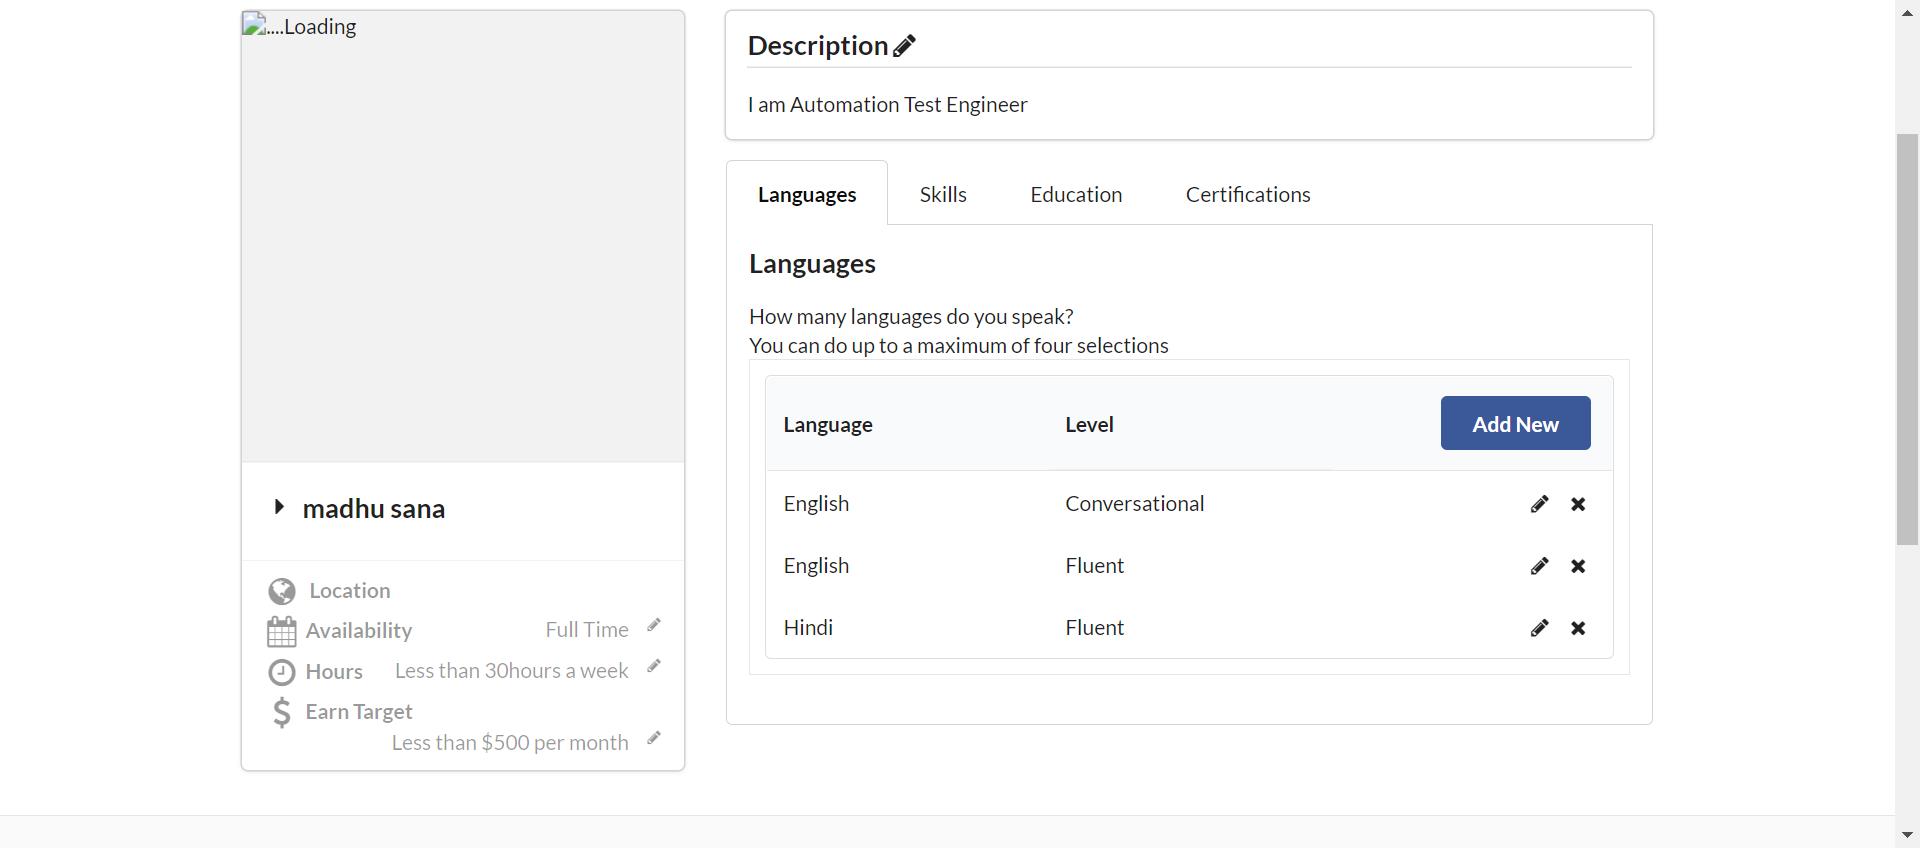 ....Loading
madhu sana
Location
Availability Full Time
Hours Less than 30hours a week
Earn Target
Less than $500 per month
Description
I am Automation Test Engineer
Languages Skills Education Certifications
Languages
How many languages do you speak?
You can do up to a maximum of four selections
Language Level Add New
English Conversational
English Fluent
Hindi Fluent